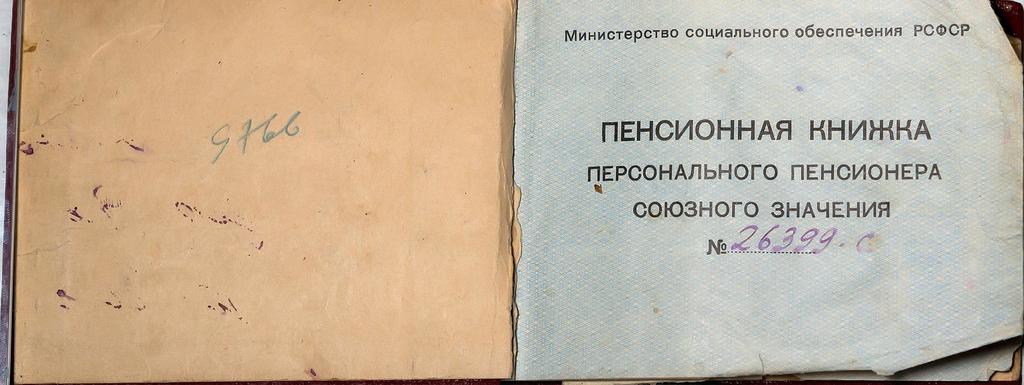 9766
Министерство социального обеспечения РСФСР
ПЕНСИОННАЯ КНИЖКА
ПЕРСОНАЛЬНОГО ПЕНСИОНЕРА
СОЮЗНОГО ЗНАЧЕНИЯ
№ 26399-с